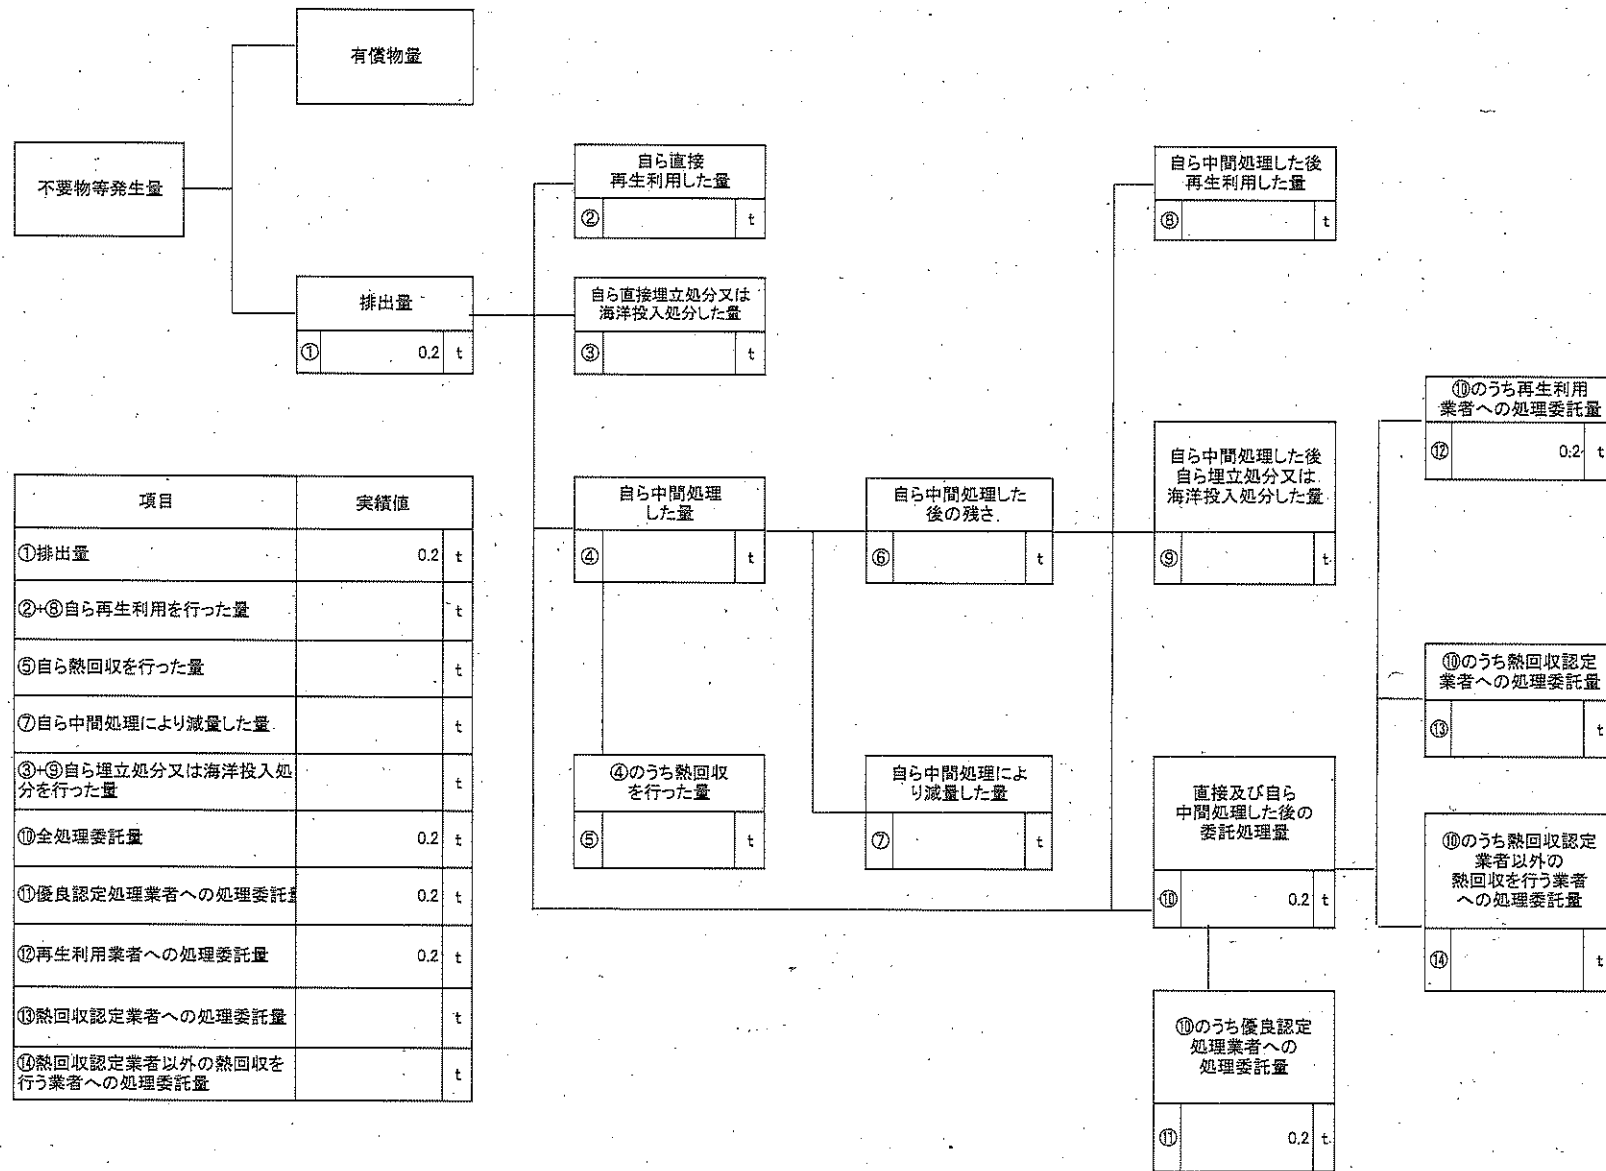 有償物量
不要物等発生量
排出量
① 0.2 t
自ら直接
再生利用した量
② t
自ら直接埋立処分又は
海洋投入処分した量
③ t
自ら中間処理
した量
④ t
④のうち熱回収
を行った量
⑤ t
自ら中間処理した
後の残さ
⑥ t
自ら中間処理によ
り減量した量
⑦ t
自ら中間処理した後
再生利用した量
⑧ t
自ら中間処理した後
自ら埋立処分又は
海洋投入処分した量
⑨ t
直接及び自ら
中間処理した後の
委託処理量
⑩ 0.2 t
⑩のうち優良認定
処理業者への
処理委託量
⑪ 0.2 t
⑩のうち再生利用
業者への処理委託量
⑫ 0.2 t
⑩のうち熱回収認定
業者への処理委託量
⑬ t
⑩のうち熱回収認定
業者以外の
熱回収を行う業者
への処理委託量
⑭ t
項目 実績値
①排出量 0.2 t
②+⑧自ら再生利用を行った量 t
⑤自ら熱回収を行った量 t
⑦自ら中間処理により減量した量 t
③+⑨自ら埋立処分又は海洋投入処
分を行った量 t
⑩全処理委託量 0.2 t
⑪優良認定処理業者への処理委託量 0.2 t
⑫再生利用業者への処理委託量 0.2 t
⑬熱回収認定業者への処理委託量 t
⑭熱回収認定業者以外の熱回収を
行う業者への処理委託量 t